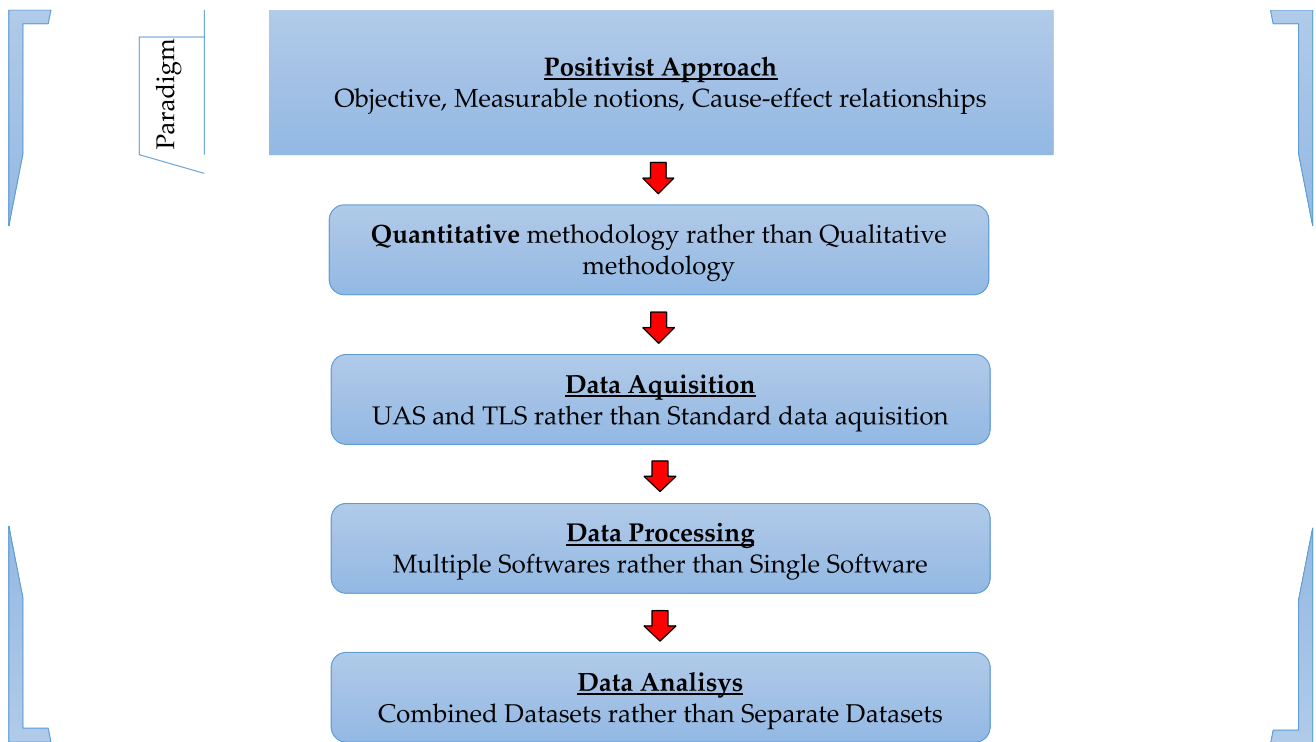 Paradigm
Positivist Approach
Objective, Measurable notions, Cause-effect relationships
Quantitative methodology rather than Qualitative
methodology
Data Aquisition
UAS and TLS rather than Standard data aquisition
Data Processing
Multiple Softwares rather than Single Software
Data Analisys
Combined Datasets rather than Separate Datasets